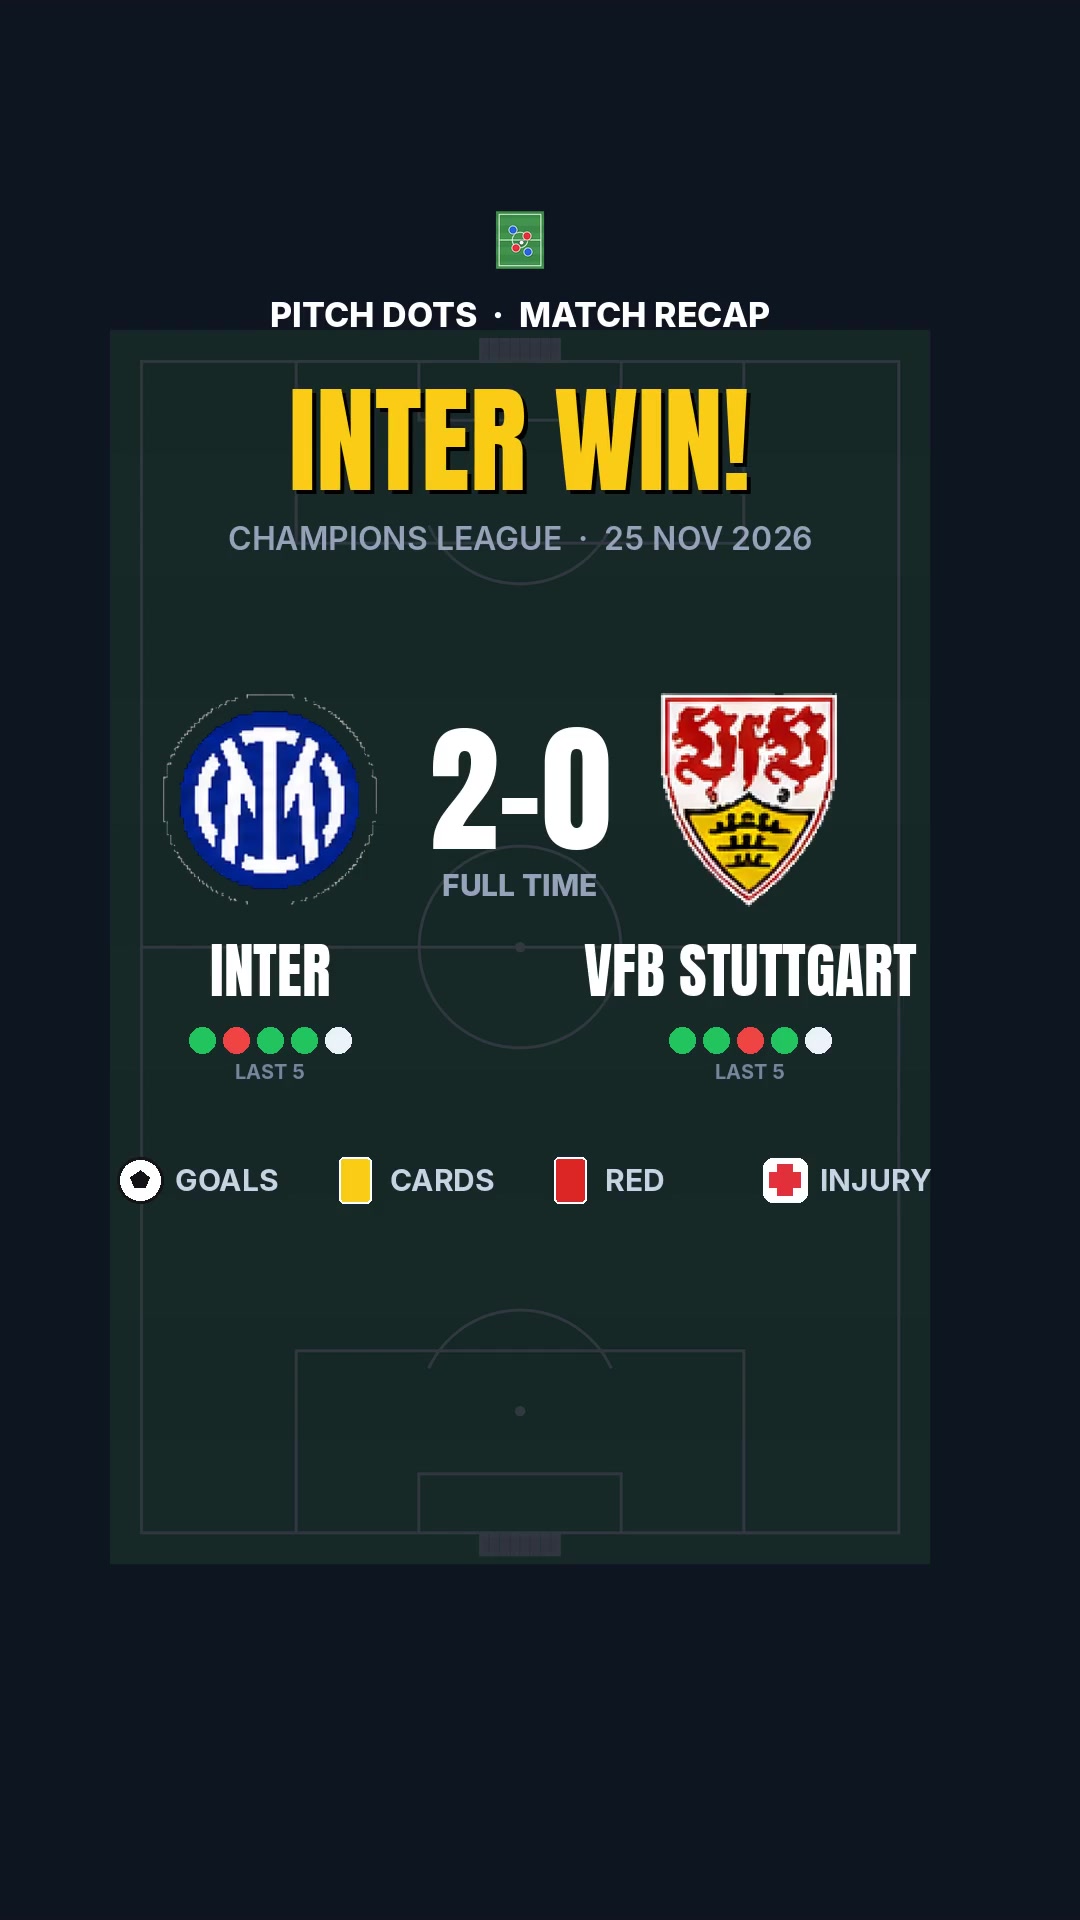 PITCH DOTS · MATCH RECAP
INTER WIN!
CHAMPIONS LEAGUE · 25 NOV 2026
2-0
FULL TIME
INTER
VFB STUTTGART
LAST 5
LAST 5
GOALS
CARDS
RED
INJURY